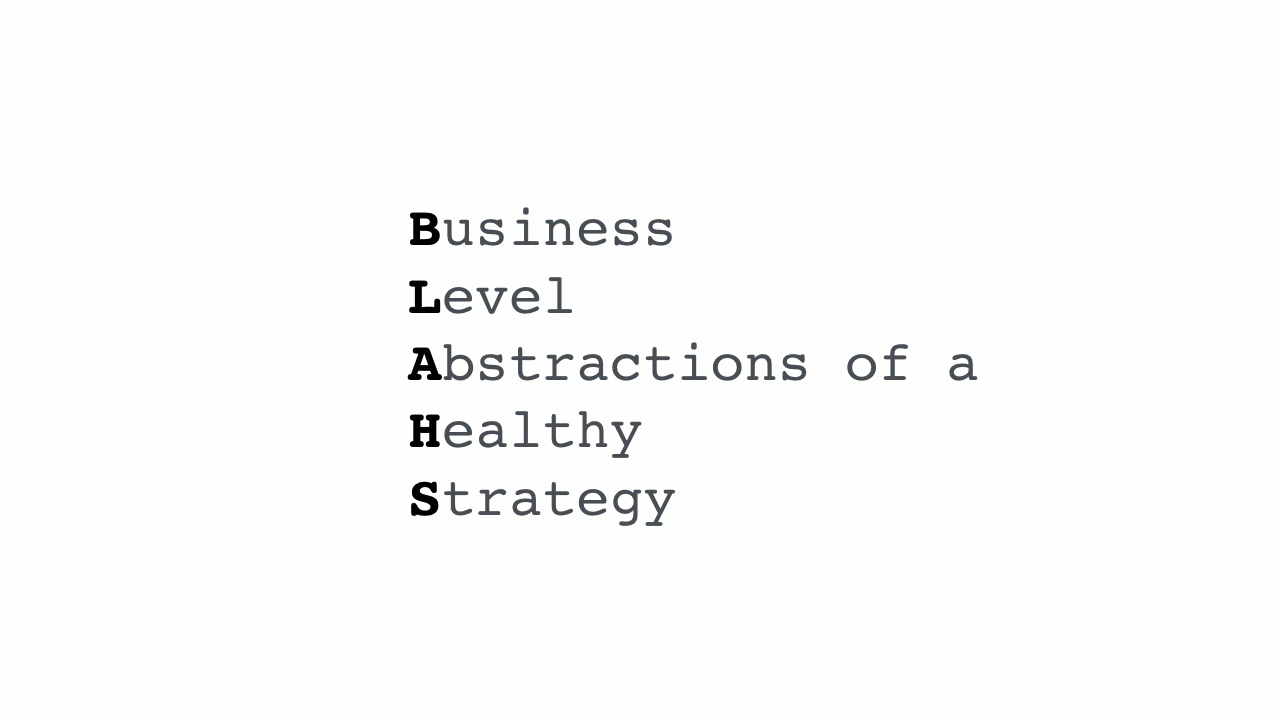 Business
Level
Abstractions of a
Healthy
Strategy